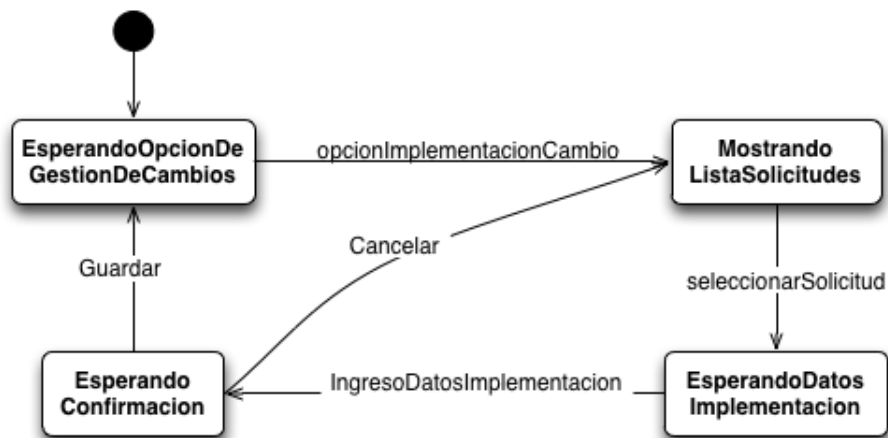 EsperandoOpcionDe
GestionDeCambios
opcionImplementacionCambio
Mostrando
ListaSolicitudes
Cancelar
Guardar
seleccionarSolicitud
Esperando
Confirmacion
IngresoDatosImplementacion
EsperandoDatos
Implementacion